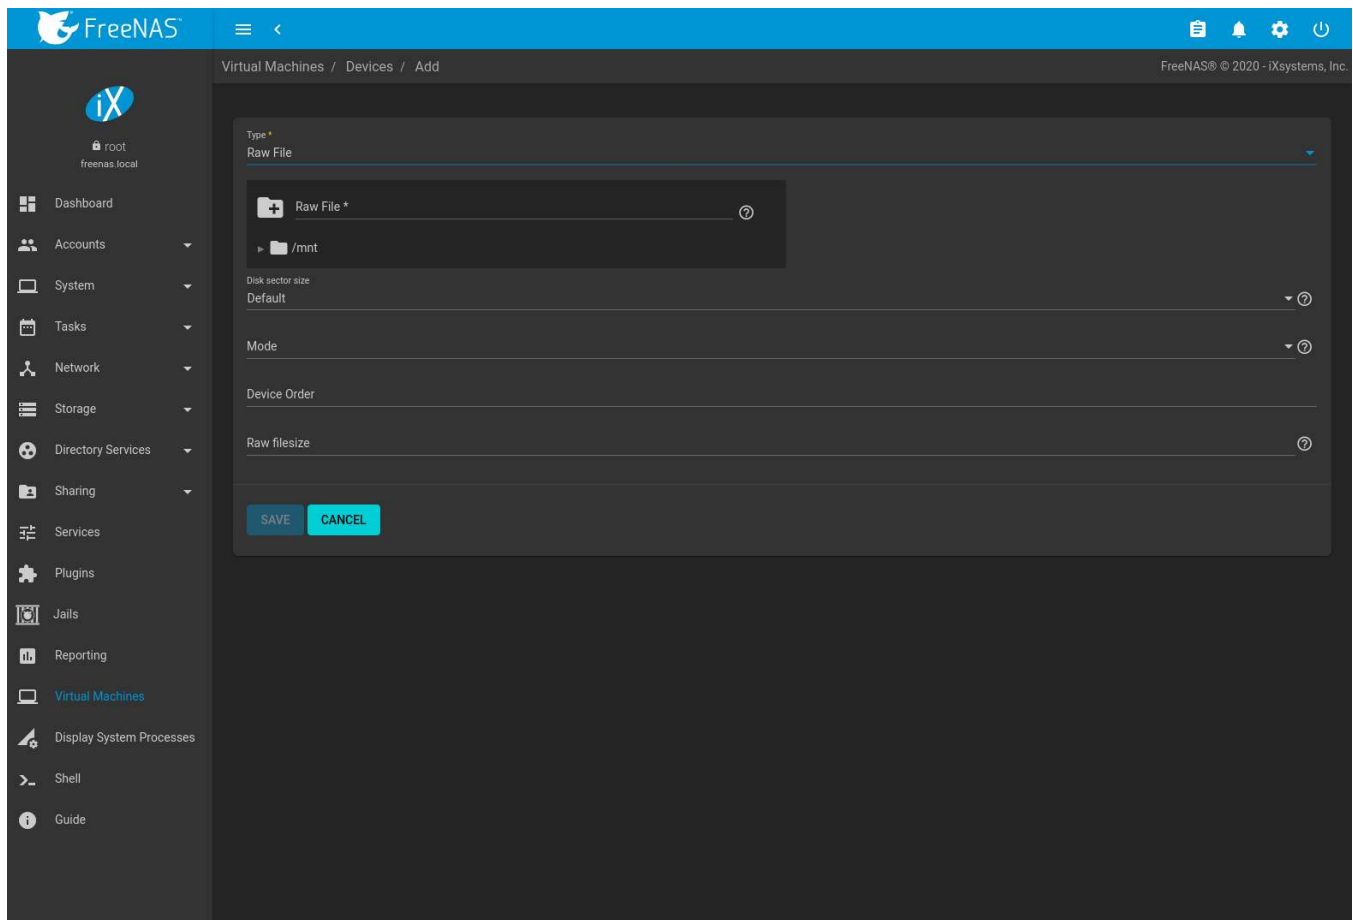 FreeNAS
Virtual Machines / Devices / Add
FreeNAS® © 2020 - iXsystems, Inc.
iX
root
freenas.local
Dashboard
Accounts
System
Tasks
Network
Storage
Directory Services
Sharing
Services
Plugins
Jails
Reporting
Virtual Machines
Display System Processes
Shell
Guide
Type *
Raw File
Raw File *
/mnt
Disk sector size
Default
Mode
Device Order
Raw filesize
SAVE CANCEL